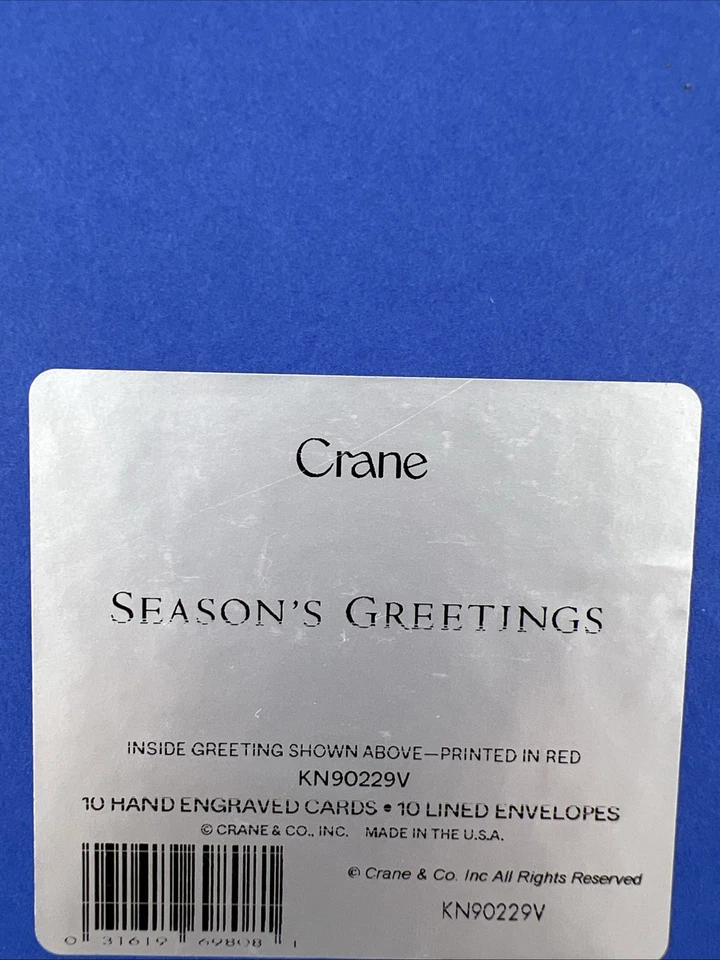 Crane
SEASON'S GREETINGS
INSIDE GREETING SHOWN ABOVE—PRINTED IN RED
KN90229V
10 HAND ENGRAVED CARDS • 10 LINED ENVELOPES
© CRANE & CO., INC. MADE IN THE U.S.A.
© Crane & Co. Inc All Rights Reserved
KN90229V
0 31619 69808 1